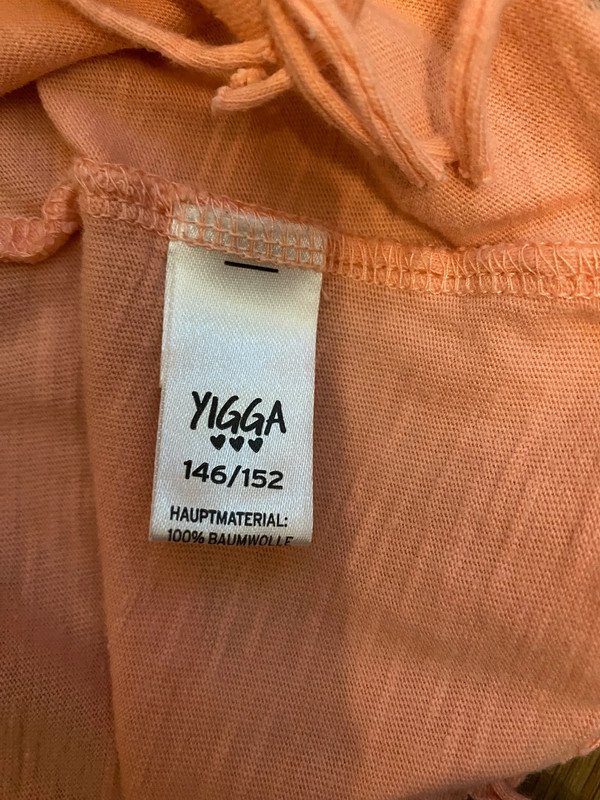 YIGGA
146/152
HAUPTMATERIAL:
100% BAUMWOLLE